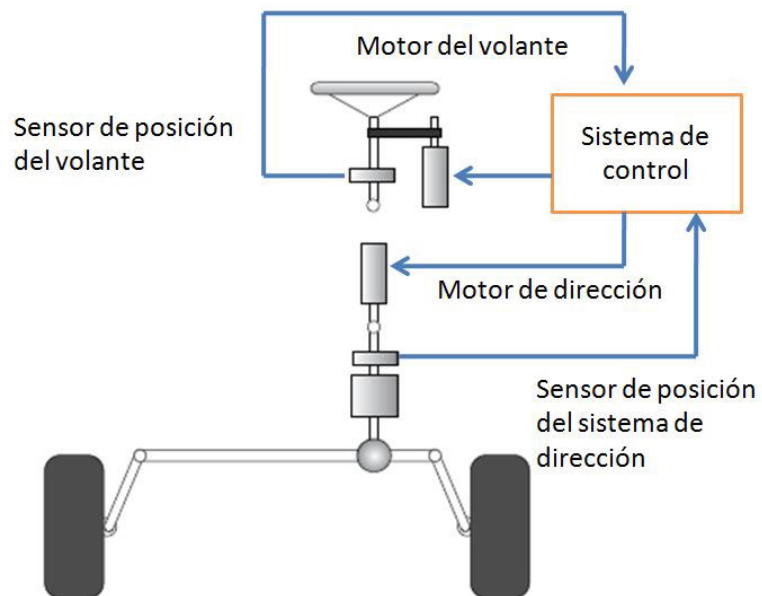 Motor del volante
Sensor de posición
del volante
Sistema de
control
Motor de dirección
Sensor de posición
del sistema de
dirección